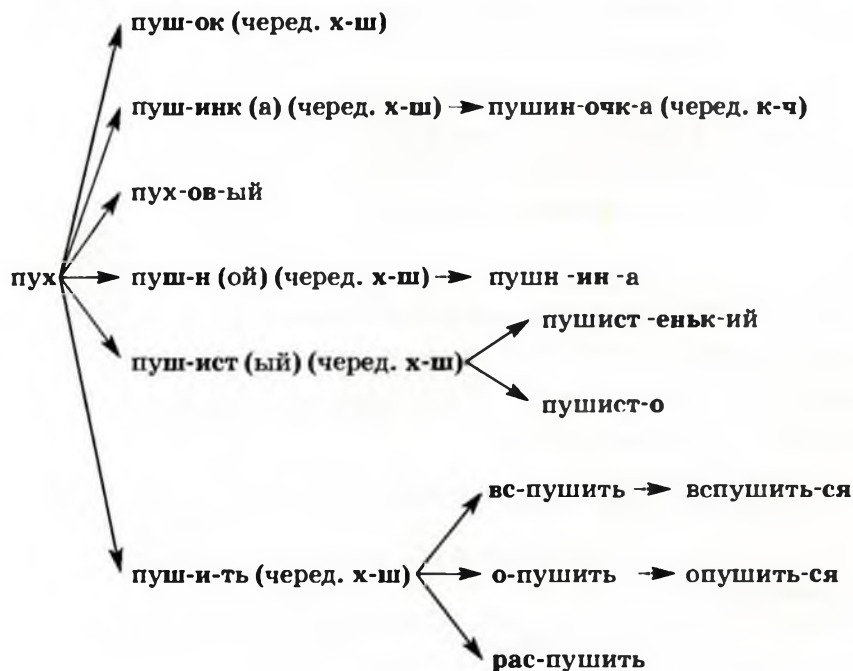 пуш-ок (черед. х-ш)
пуш-инк (а) (черед. х-ш) → пушин-очк-а (черед. к-ч)
пух-ов-ый
пух
пуш-н (ой) (черед. х-ш) → пушн -ин -а
пушист -еньк-ий
пуш-ист (ый) (черед. х-ш)
пушист-о
вс-пушить → вспушить-ся
пуш-и-ть (черед. х-ш)
о-пушить → опушить-ся
рас-пушить